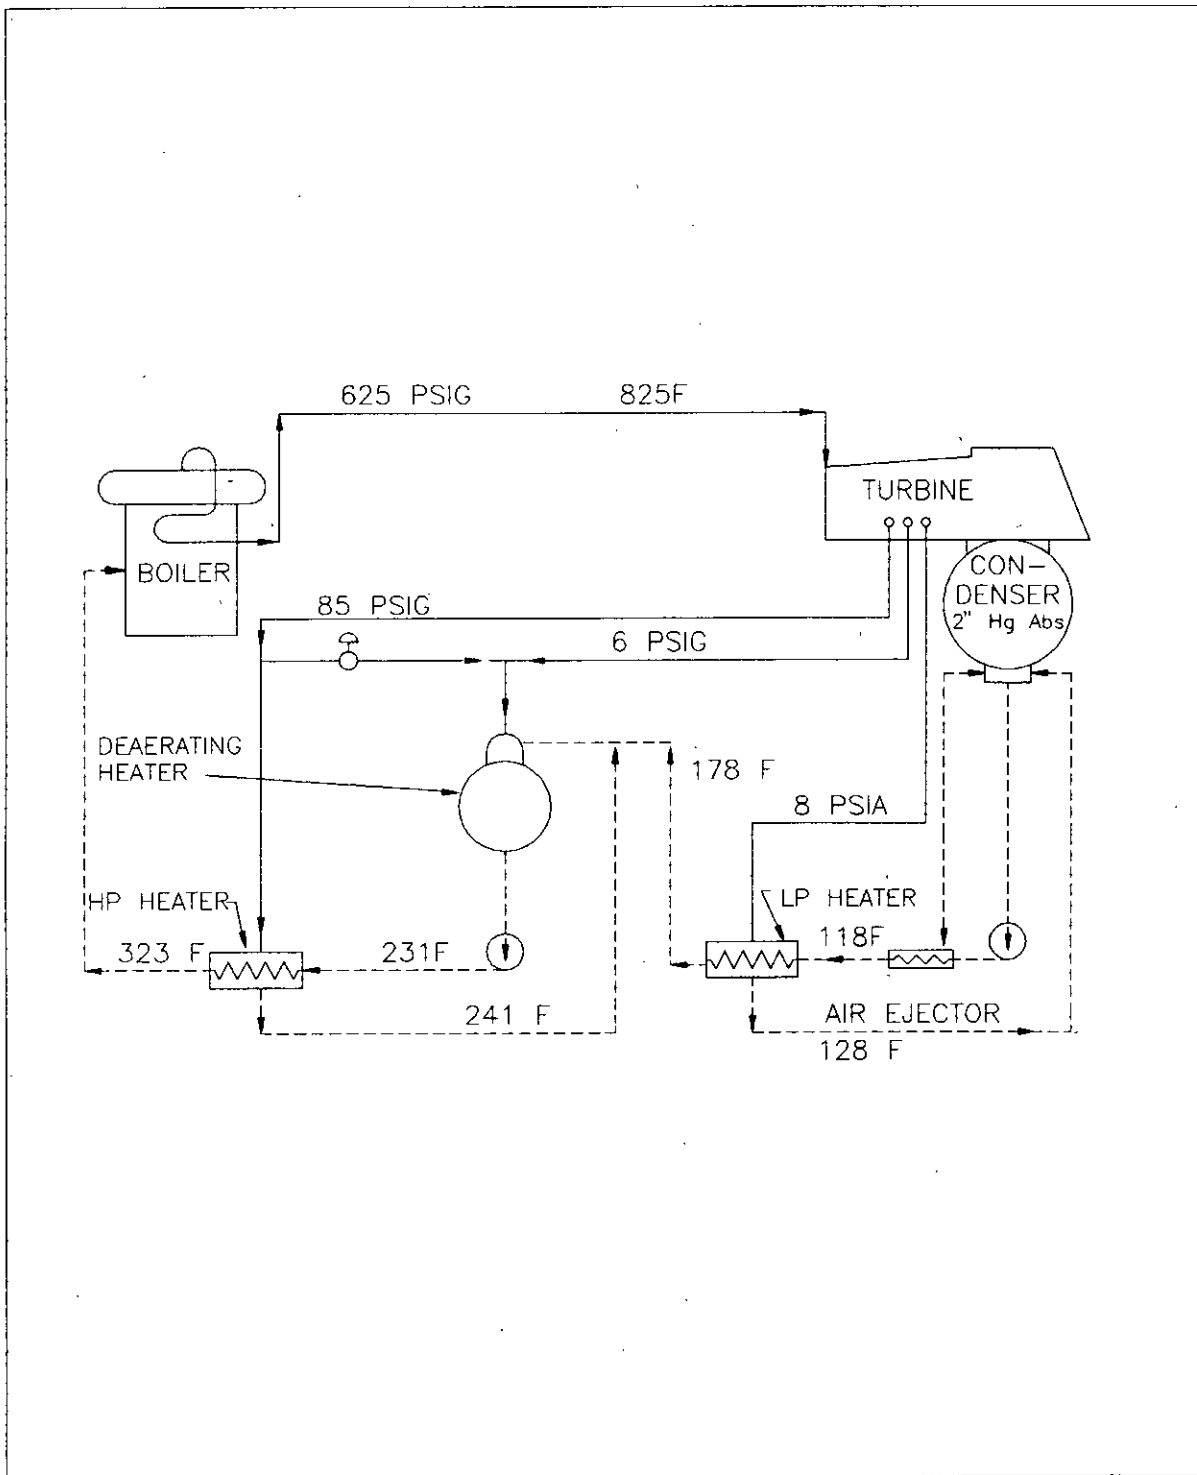 625 PSIG 825F
TURBINE
BOILER
CON-
DENSER
2" Hg Abs
85 PSIG
6 PSIG
DEAERATING
HEATER
178 F
8 PSIA
HP HEATER
LP HEATER
323 F
231F
118F
241 F
AIR EJECTOR
128 F